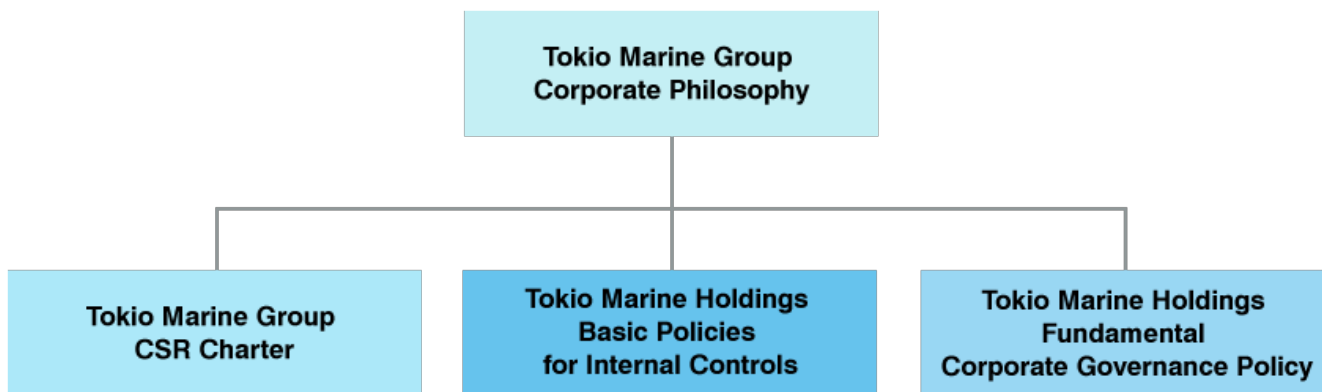 Tokio Marine Group
Corporate Philosophy
Tokio Marine Group
CSR Charter
Tokio Marine Holdings
Basic Policies
for Internal Controls
Tokio Marine Holdings
Fundamental
Corporate Governance Policy